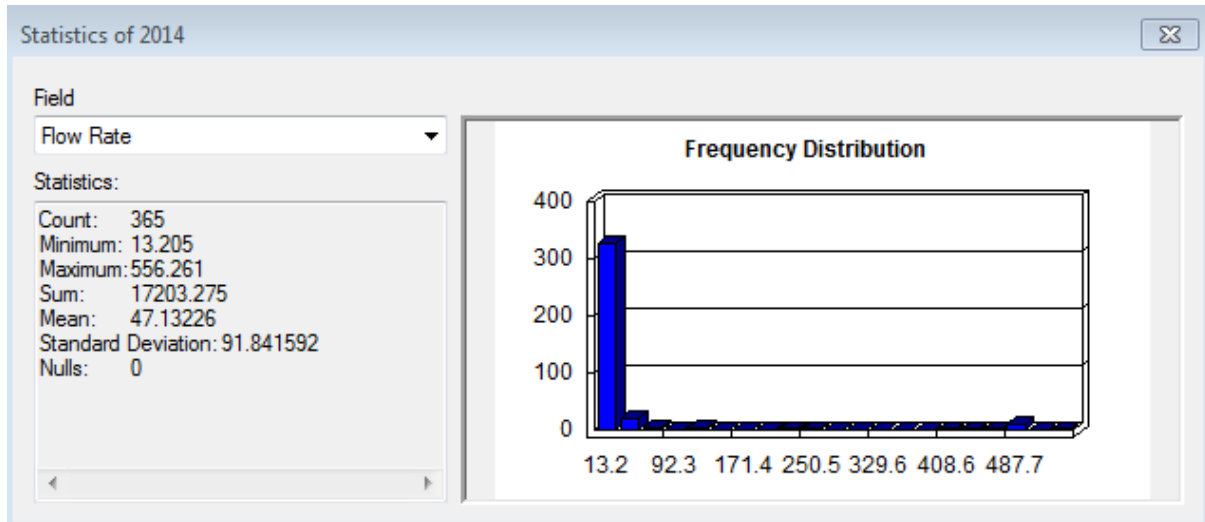 Statistics of 2014
Field
Flow Rate
Statistics:
Count: 365
Minimum: 13.205
Maximum: 556.261
Sum: 17203.275
Mean: 47.13226
Standard Deviation: 91.841592
Nulls: 0
Frequency Distribution
400
300
200
100
0
13.2 92.3 171.4 250.5 329.6 408.6 487.7